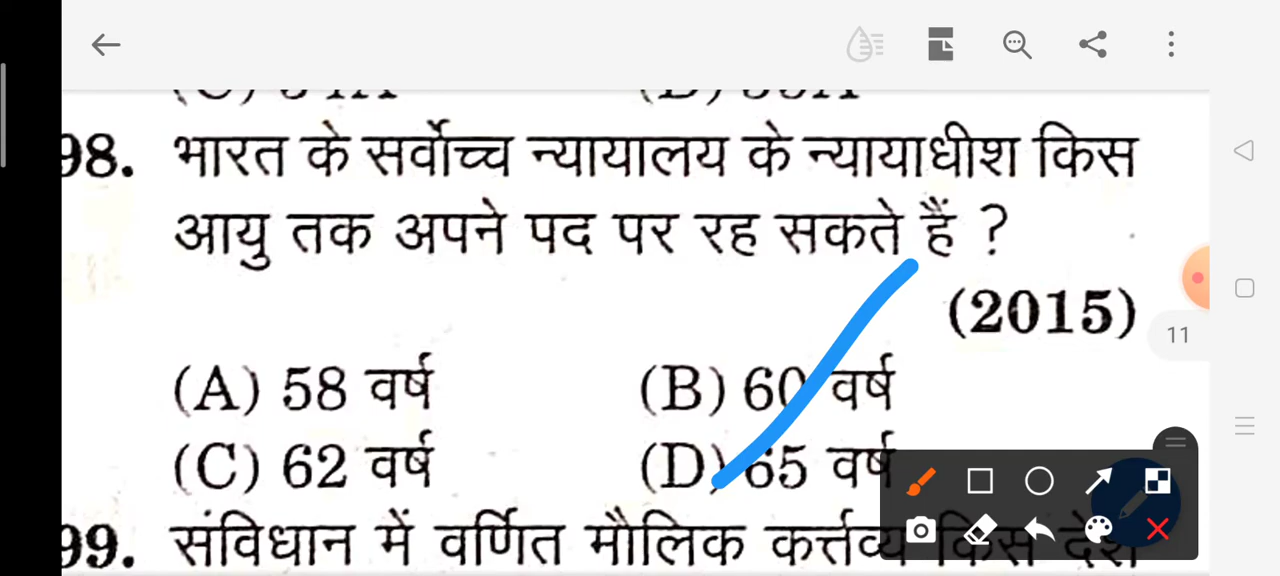 98. भारत के सर्वोच्च न्यायालय के न्यायाधीश किस
आयु तक अपने पद पर रह सकते हैं ?
(2015)
11
(A) 58 वर्ष (B) 60 वर्ष
(C) 62 वर्ष (D) 65 वर्ष
99. संविधान में वर्णित मौलिक कर्त्तव्य किस देश